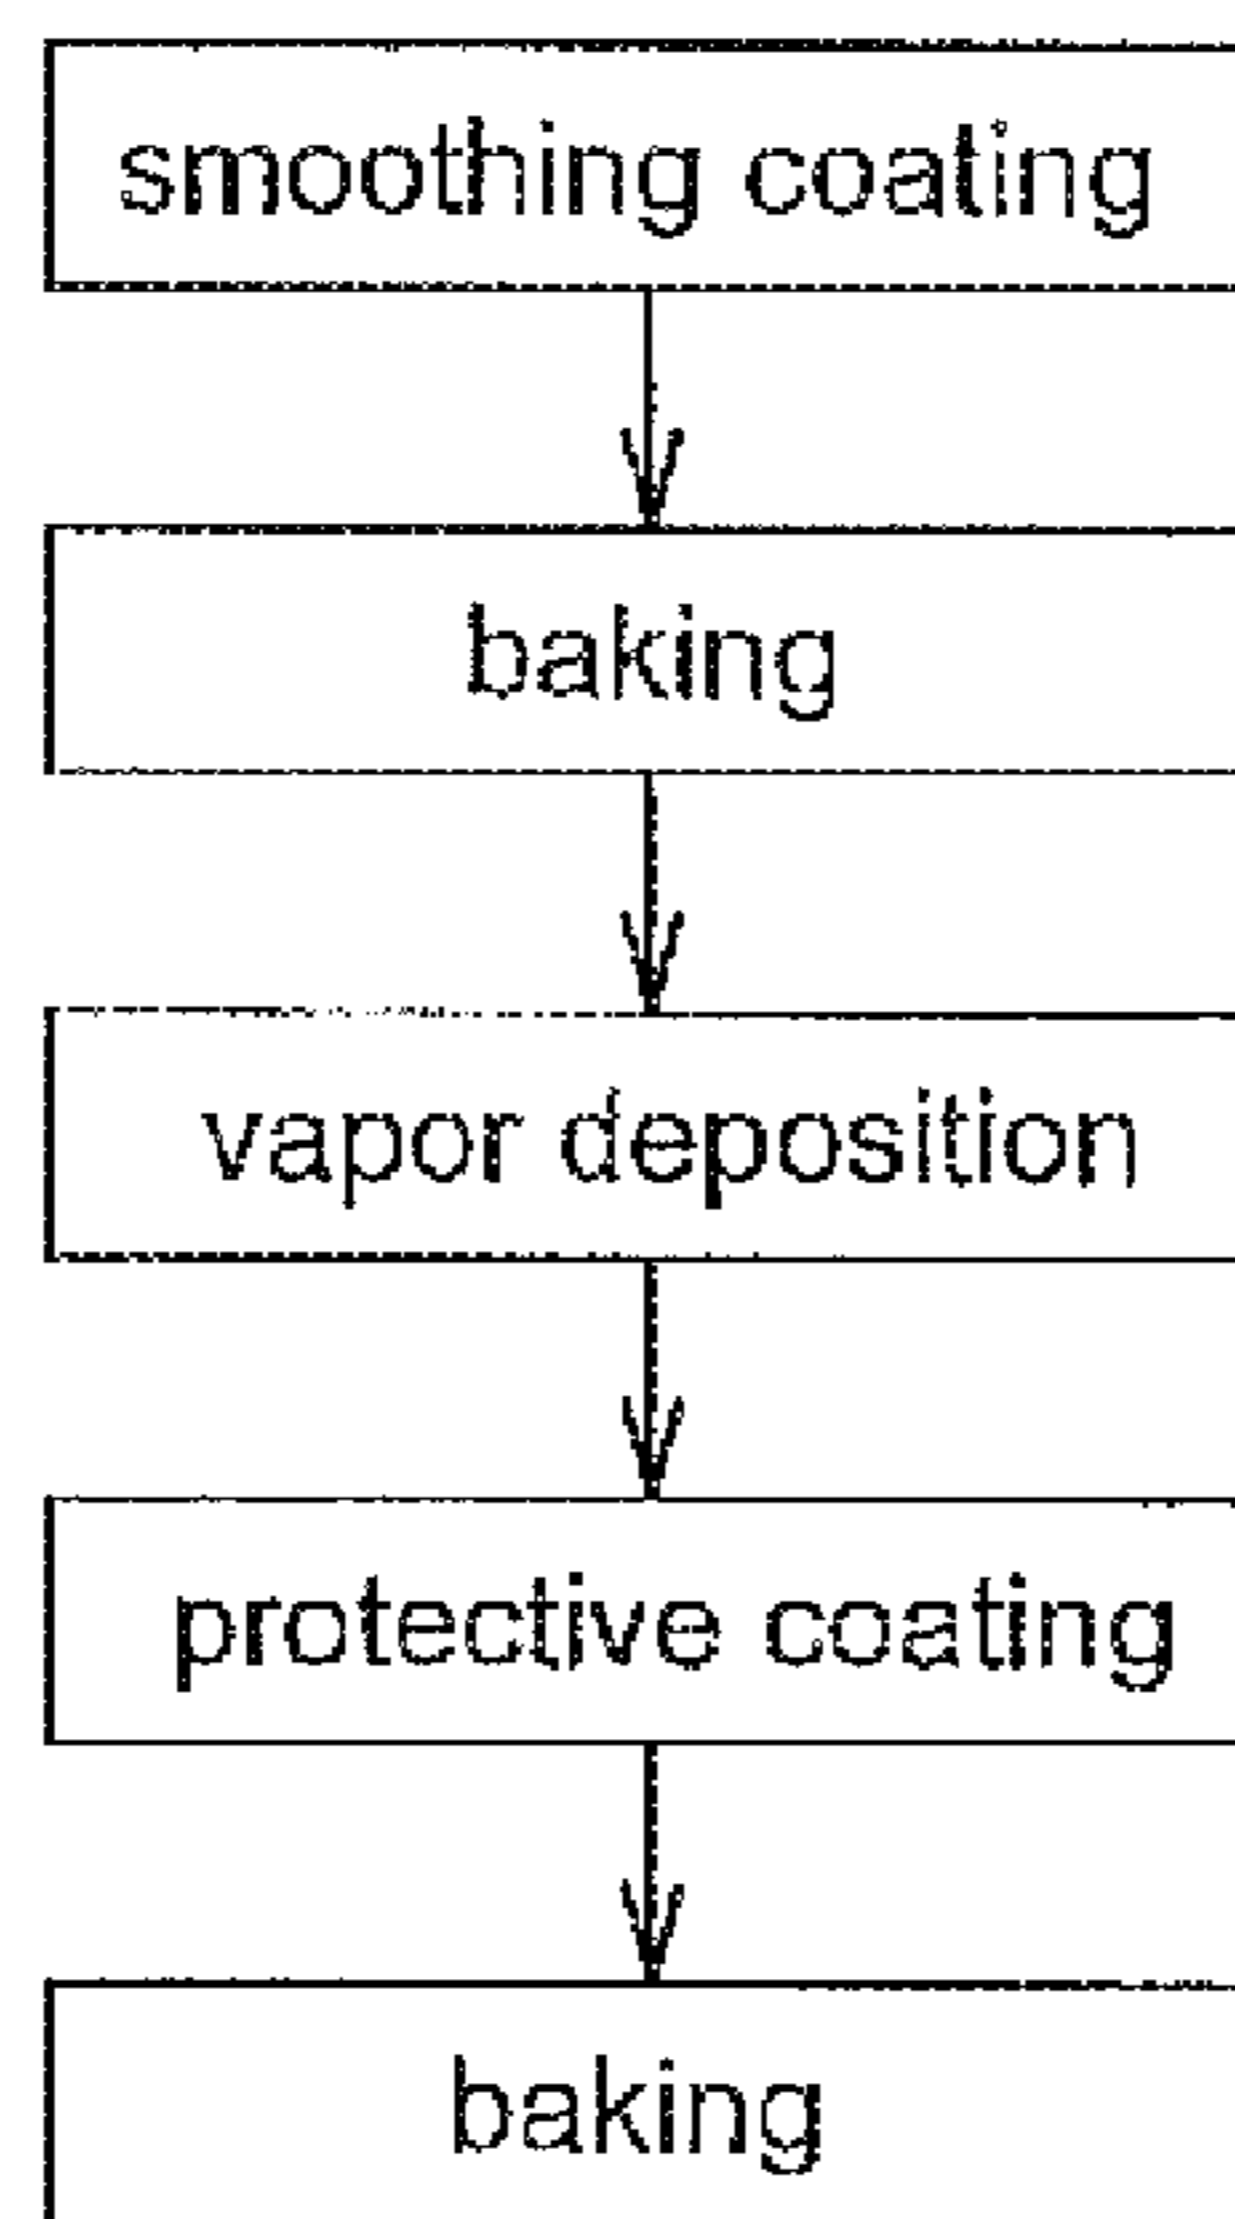 smoothing coating
baking
vapor deposition
protective coating
baking